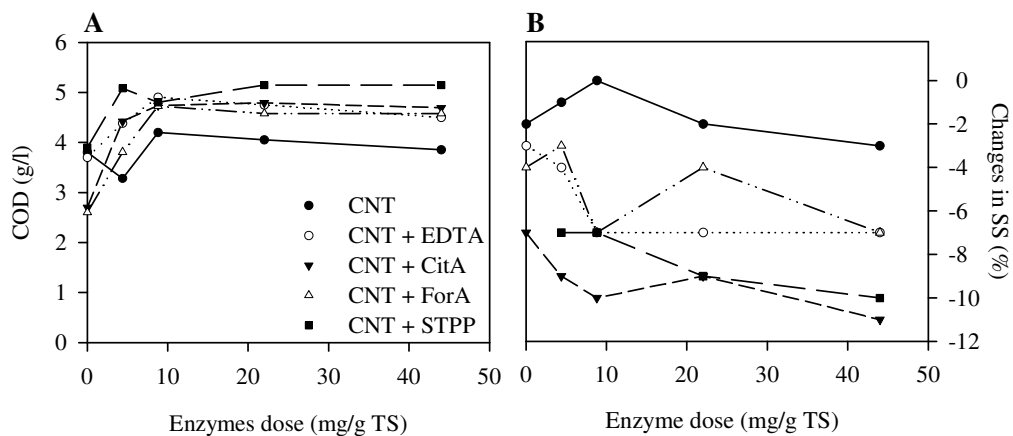 A
B
6
5
4
3
2
1
0
COD (g/l)
CNT
CNT + EDTA
CNT + CitA
CNT + ForA
CNT + STPP
0 10 20 30 40 50
Enzymes dose (mg/g TS)
0
-2
-4
-6
-8
-10
-12
Changes in SS (%)
0 10 20 30 40 50
Enzyme dose (mg/g TS)